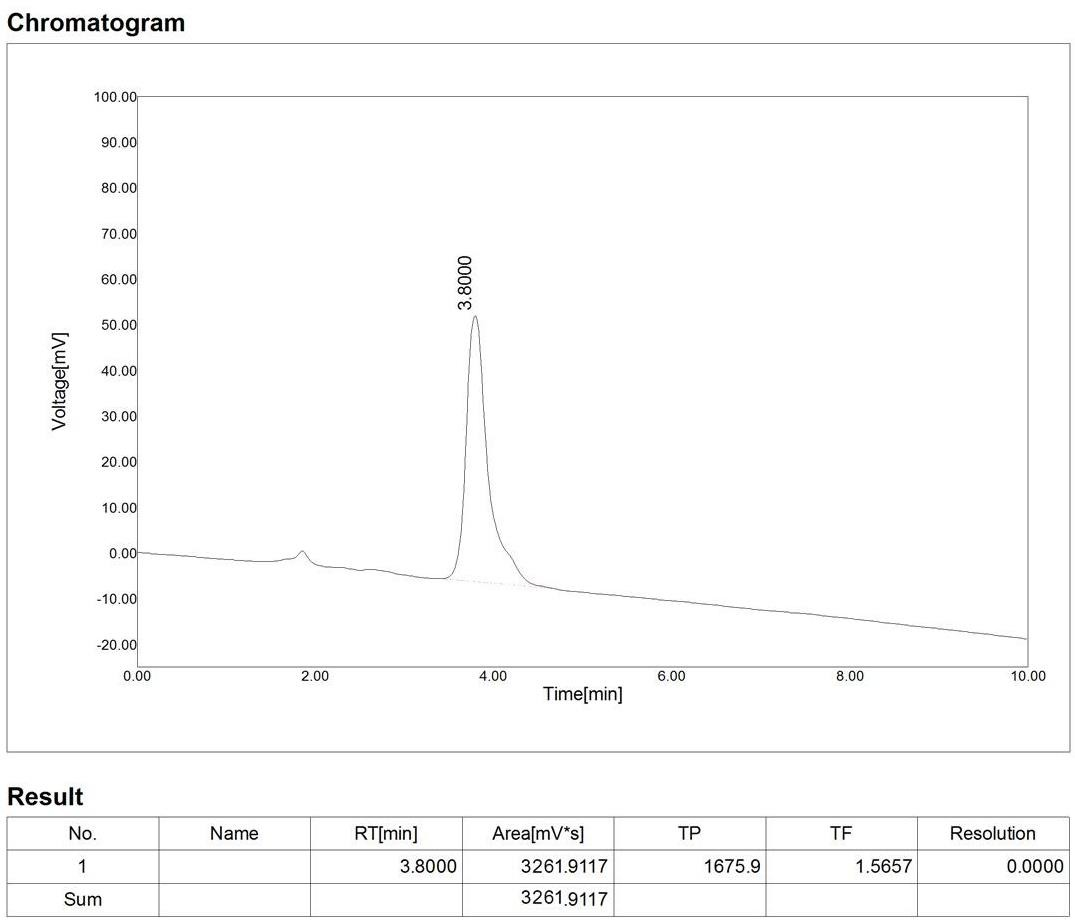 Chromatogram
100.00
90.00
80.00
70.00
60.00
50.00
40.00
30.00
20.00
10.00
0.00
-10.00
-20.00
Voltage[mV]
3.8000
0.00 2.00 4.00 6.00 8.00 10.00
Time[min]
Result
No. Name RT[min] Area[mV*s] TP TF Resolution
1 3.8000 3261.9117 1675.9 1.5657 0.0000
Sum 3261.9117